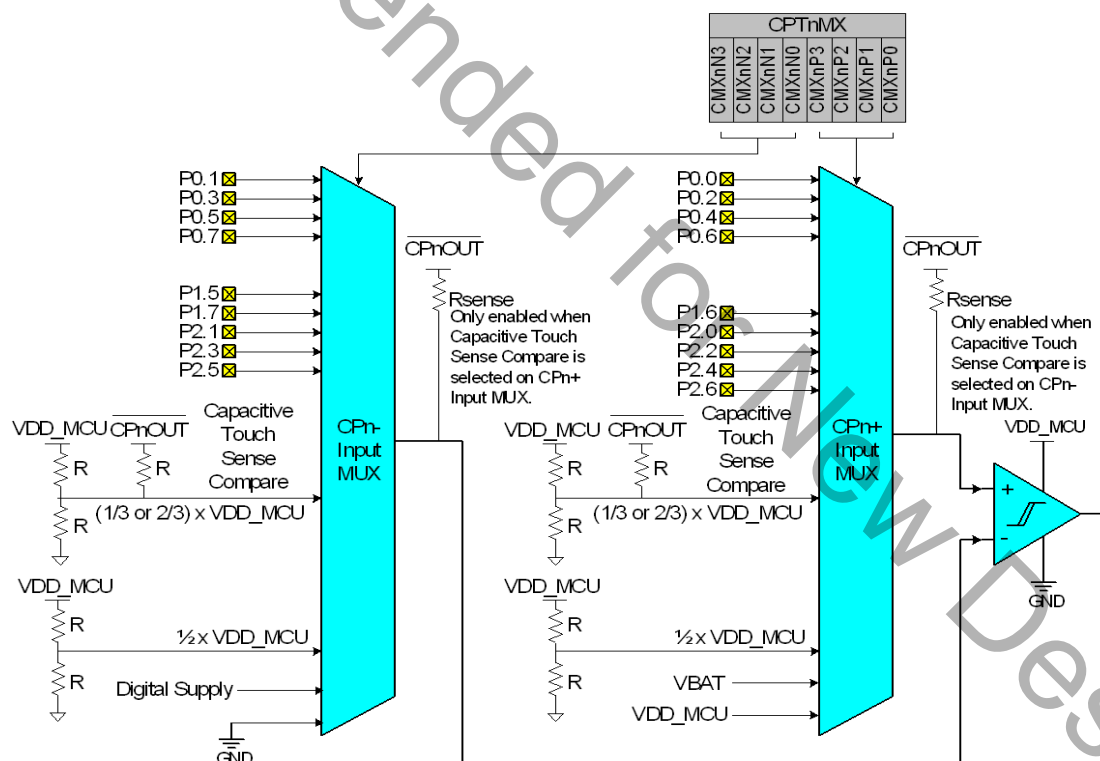 CPTnMX
CMXnN3
CMXnN2
CMXnN1
CMXnN0
CMXnP3
CMXnP2
CMXnP1
CMXnP0
P0.1
P0.3
P0.5
P0.7
P1.5
P1.7
P2.1
P2.3
P2.5
CPnOUT
Rsense
Only enabled when
Capacitive Touch
Sense Compare is
selected on CPn+
Input MUX.
VDD_MCU
CPnOUT
R
R
R
Capacitive
Touch
Sense
Compare
(1/3 or 2/3) x VDD_MCU
CPn-
Input
MUX
VDD_MCU
R
R
½ x VDD_MCU
Digital Supply
GND
P0.0
P0.2
P0.4
P0.6
P1.6
P2.0
P2.2
P2.4
P2.6
CPnOUT
Rsense
Only enabled when
Capacitive Touch
Sense Compare is
selected on CPn-
Input MUX.
VDD_MCU
CPnOUT
R
R
R
Capacitive
Touch
Sense
Compare
(1/3 or 2/3) x VDD_MCU
CPn+
Input
MUX
VDD_MCU
R
R
½ x VDD_MCU
VBAT
VDD_MCU
VDD_MCU
+
-
GND
ended for New Des